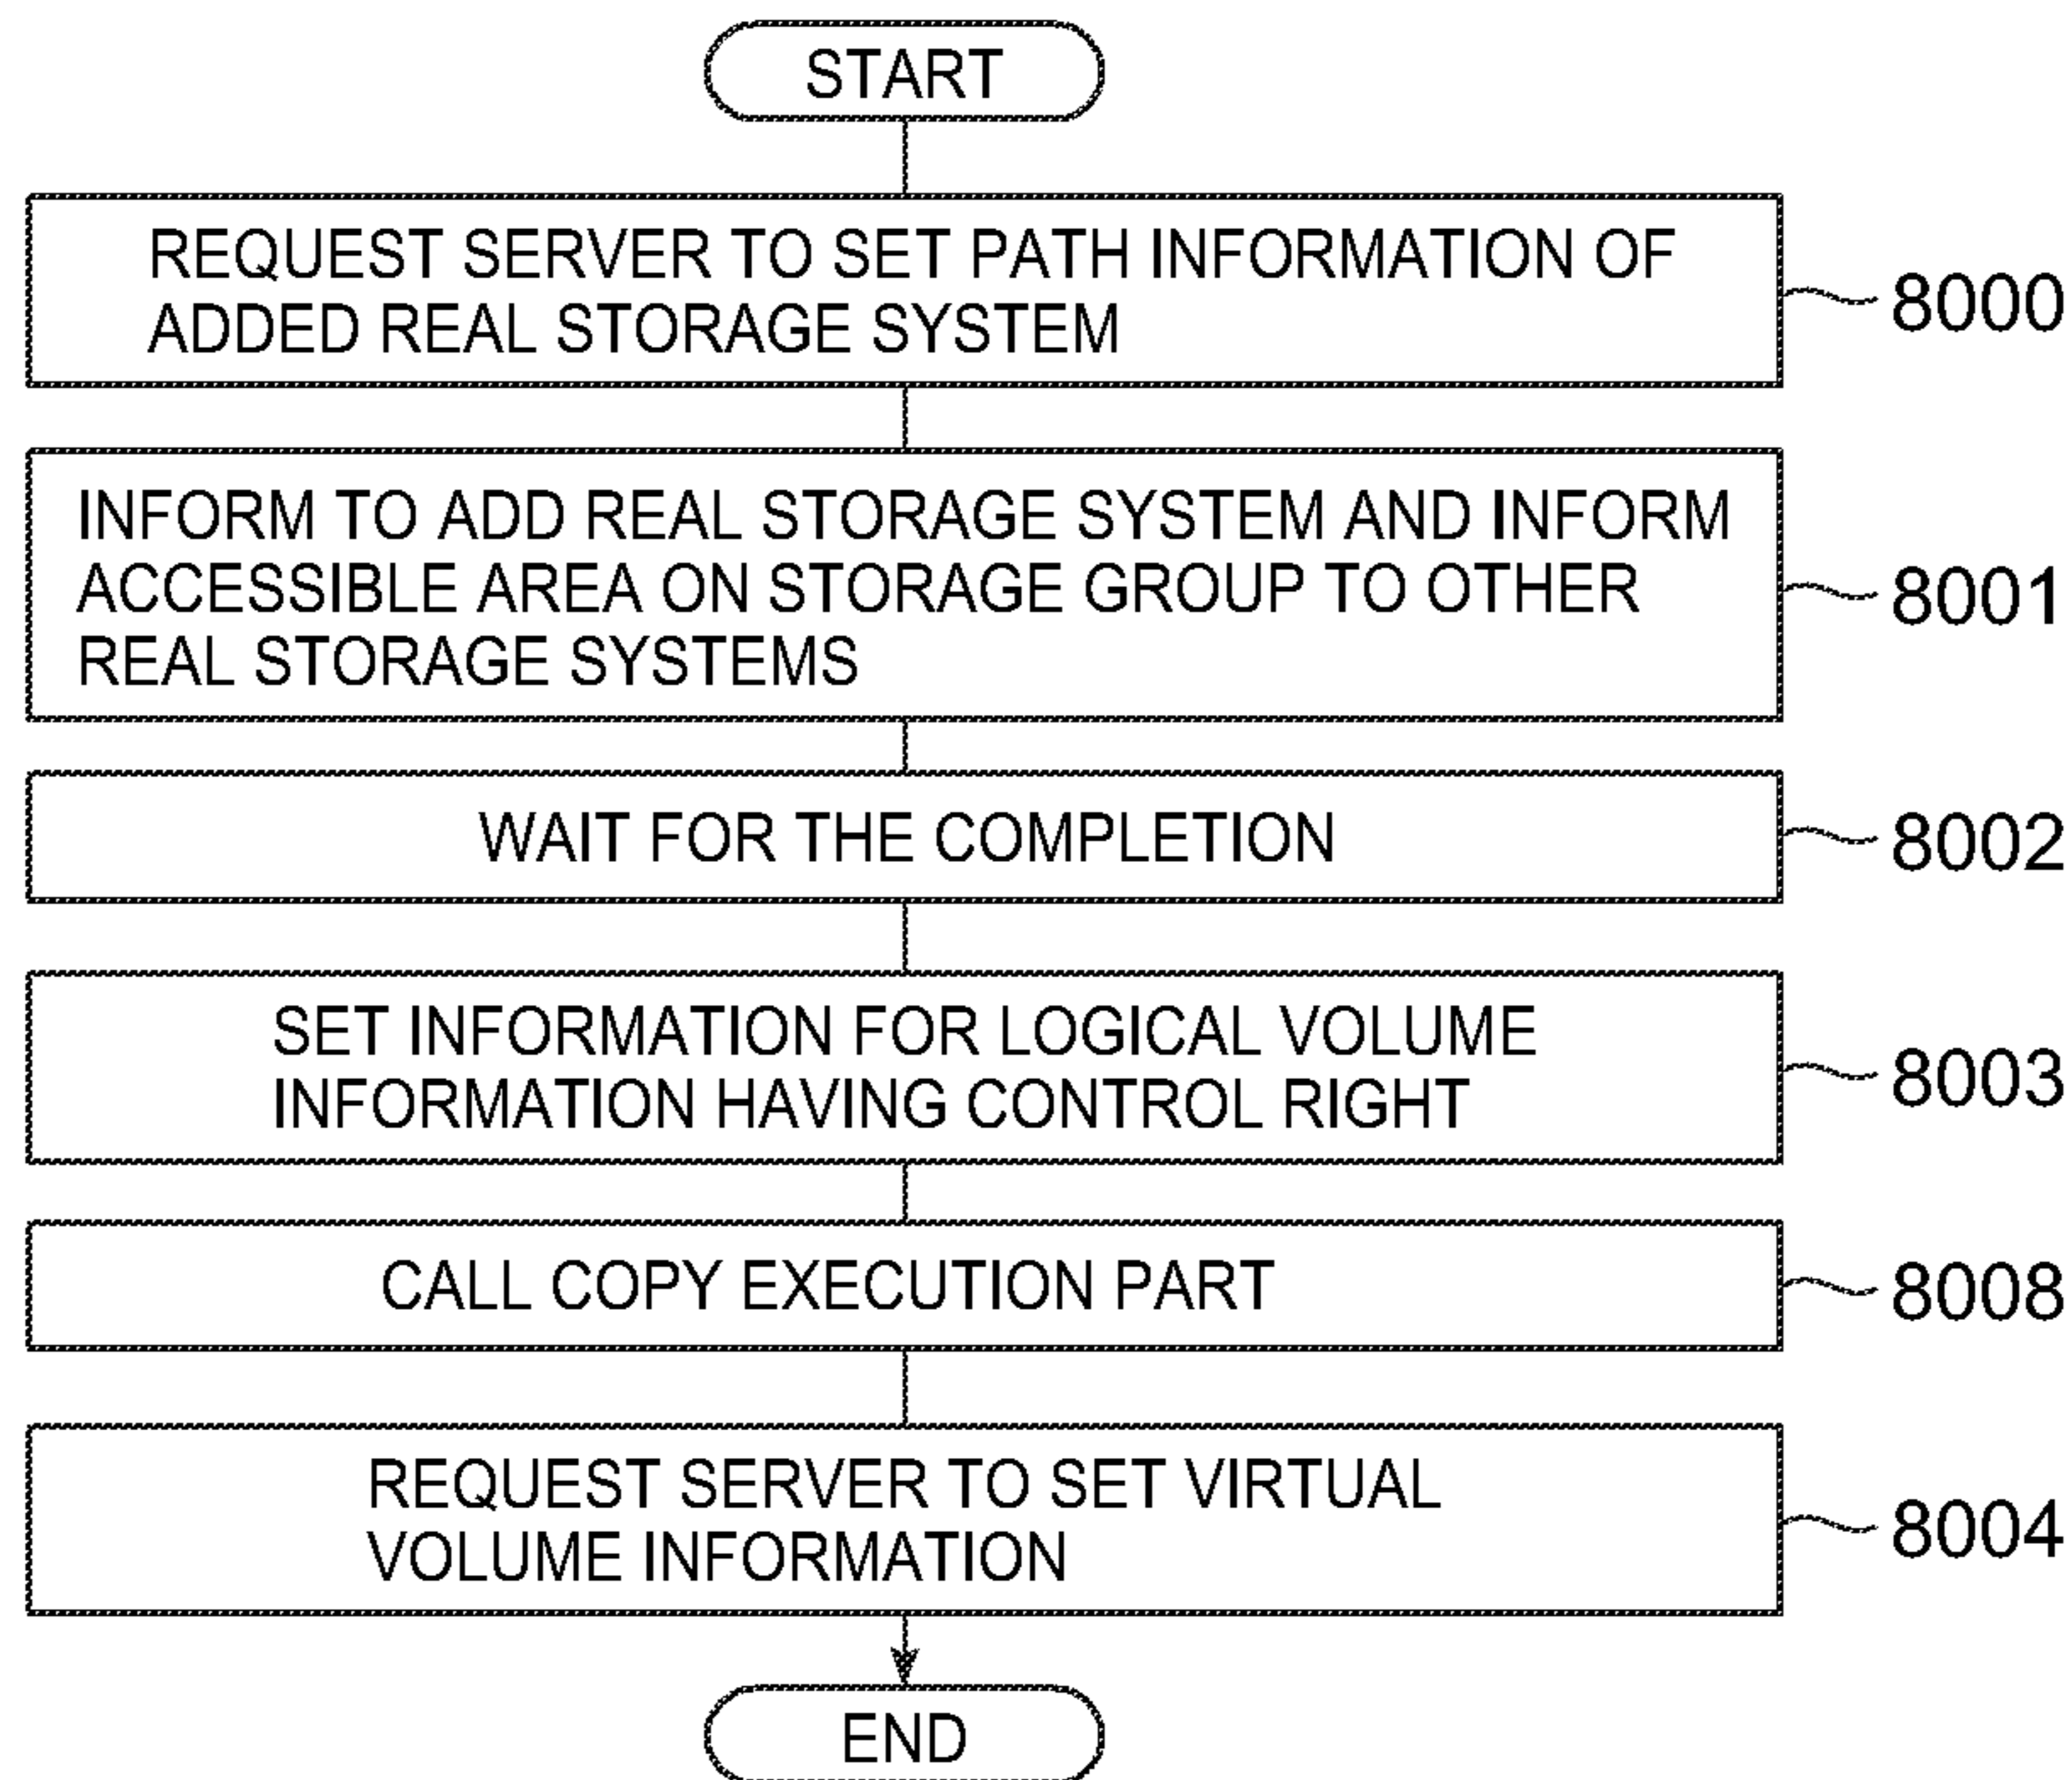 START
REQUEST SERVER TO SET PATH INFORMATION OF
ADDED REAL STORAGE SYSTEM
8000
INFORM TO ADD REAL STORAGE SYSTEM AND INFORM
ACCESSIBLE AREA ON STORAGE GROUP TO OTHER
REAL STORAGE SYSTEMS
8001
WAIT FOR THE COMPLETION
8002
SET INFORMATION FOR LOGICAL VOLUME
INFORMATION HAVING CONTROL RIGHT
8003
CALL COPY EXECUTION PART
8008
REQUEST SERVER TO SET VIRTUAL
VOLUME INFORMATION
8004
END